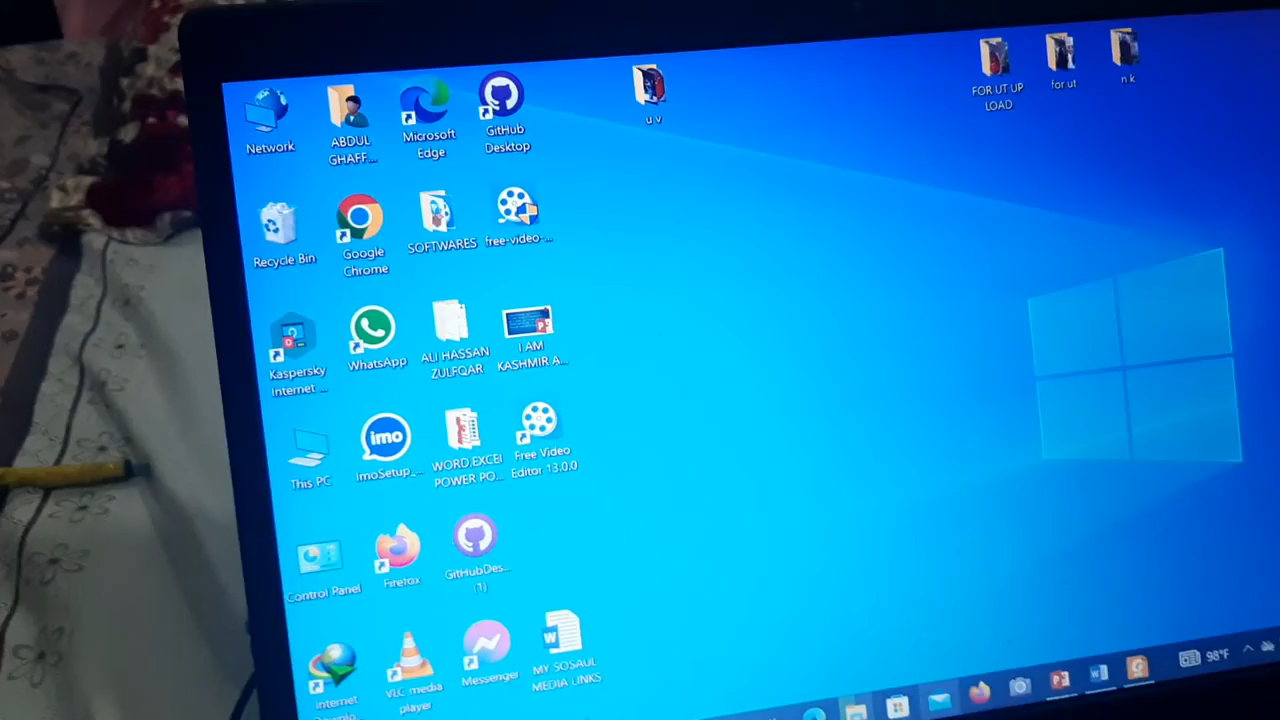 Network
ABDUL
GHAFF...
Microsoft
Edge
GitHub
Desktop
u v
FOR UT UP
LOAD
for ut
n k
Recycle Bin
Google
Chrome
SOFTWARES
free-video-...
Kaspersky
Internet ...
WhatsApp
ALI HASSAN
ZULFQAR
I AM
KASHMIR A...
This PC
imo
ImoSetup_...
WORD,EXCEl
POWER PO...
Free Video
Editor 13.0.0
Control Panel
Firefox
GitHubDes...
(1)
Internet
Downlo...
VLC media
player
Messenger
W
MY SOSAUL
MEDIA LINKS
98°F